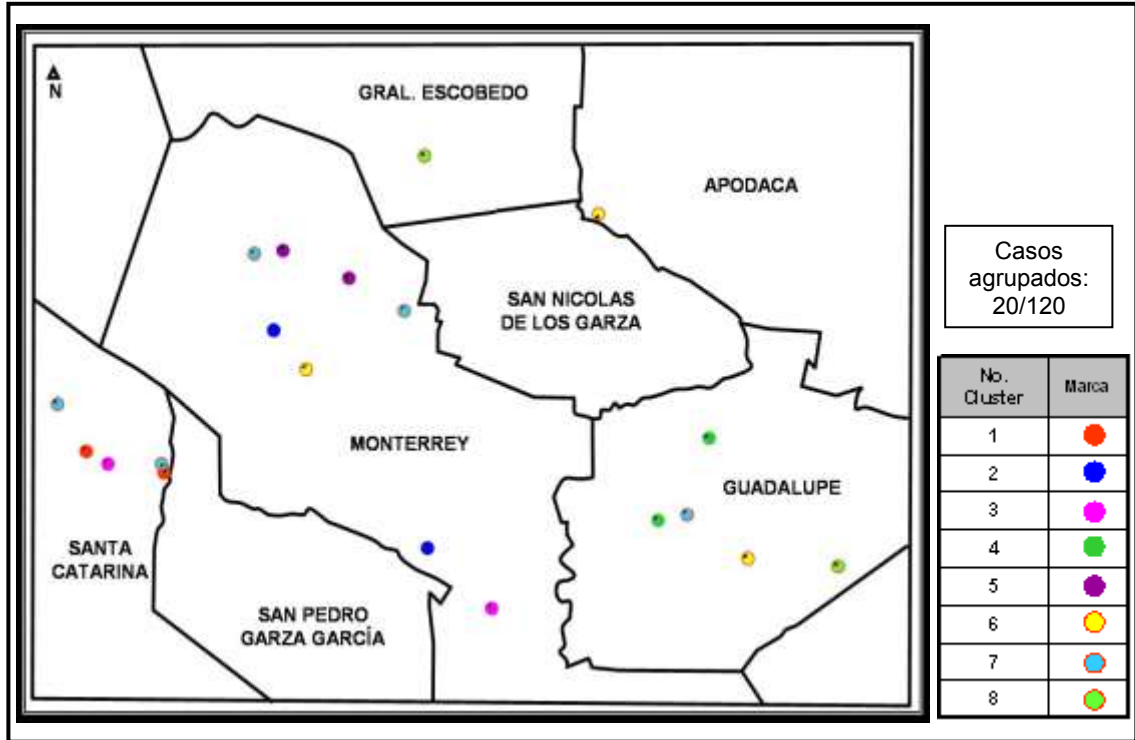 N
GRAL. ESCOBEDO
APODACA
SAN NICOLAS
DE LOS GARZA
MONTERREY
GUADALUPE
SANTA
CATARINA
SAN PEDRO
GARZA GARCÍA
Casos
agrupados:
20/120
No. Cluster Marca
1
2
3
4
5
6
7
8